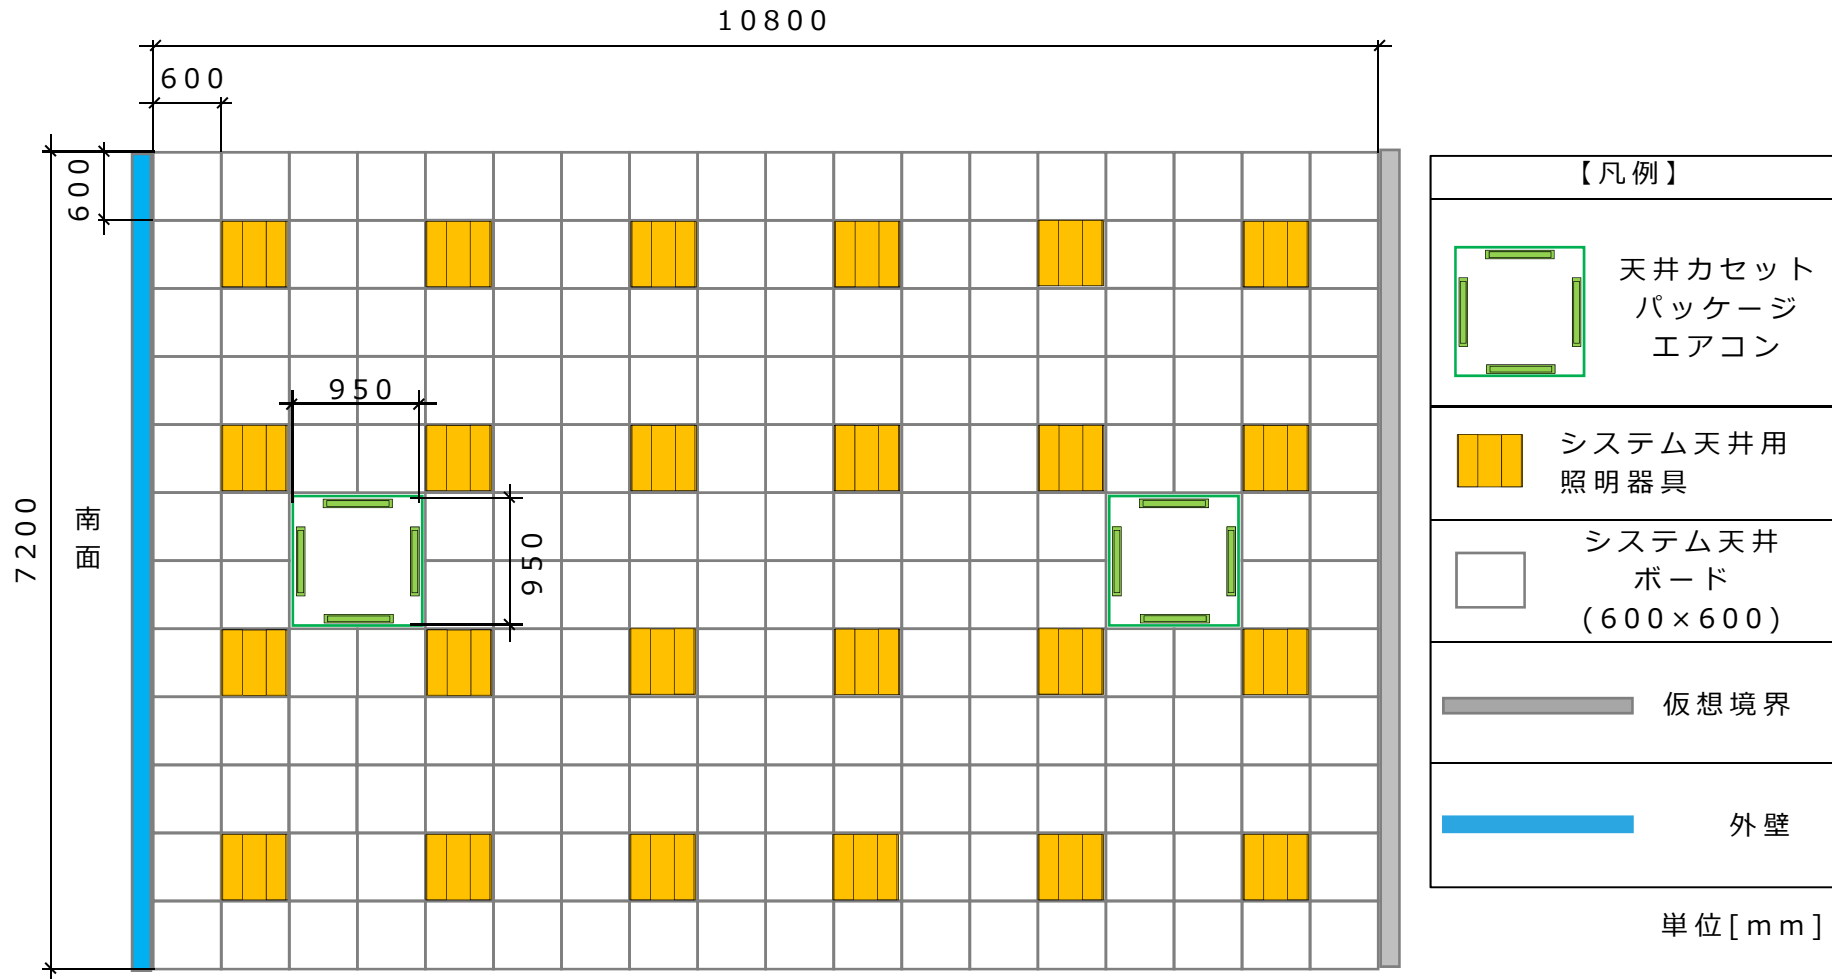 10800
600
600
950
950
7200
南面
【凡例】
天井カセット
パッケージ
エアコン
システム天井用
照明器具
システム天井
ボード
(600×600)
仮想境界
外壁
単位[mm]